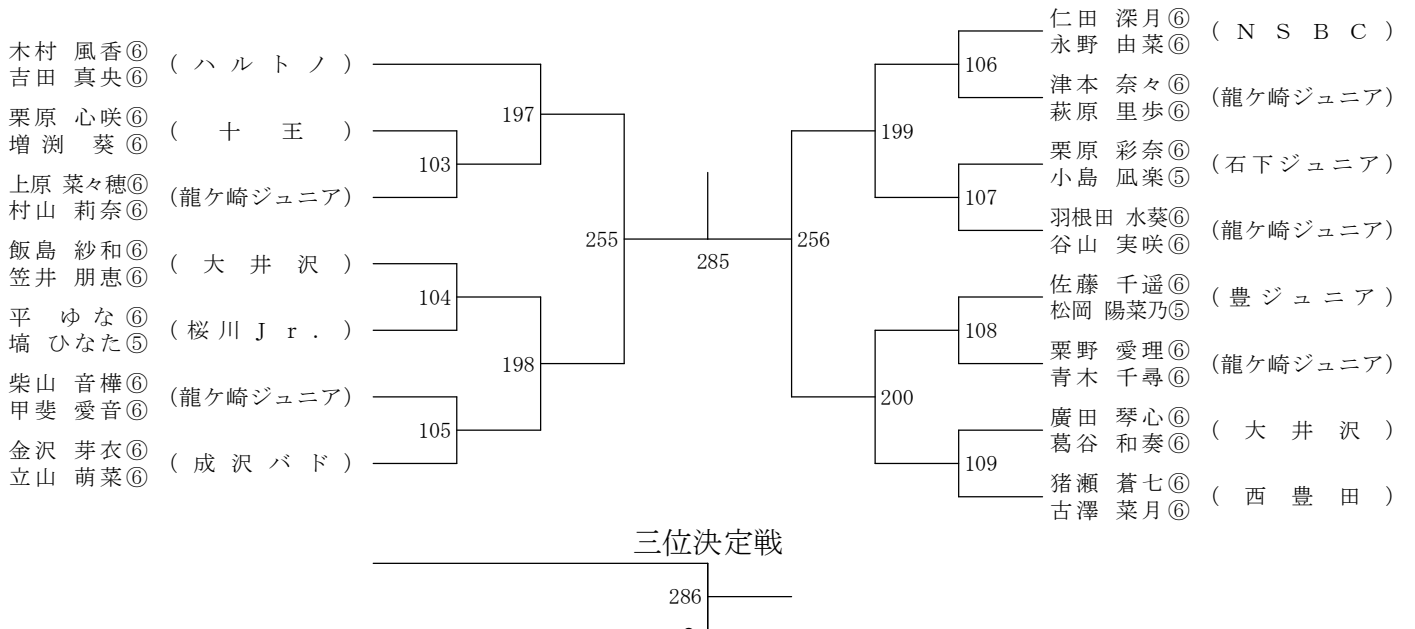 木村 風香⑥
吉田 真央⑥
(ハルトノ)
栗原 心咲⑥
増渕 葵⑥
(十王)
上原 菜々穂⑥
村山 莉奈⑥
(龍ケ崎ジュニア)
飯島 紗和⑥
笠井 朋恵⑥
(大井沢)
平 ゆな⑥
塙 ひなた⑤
(桜川Jr.)
柴山 音樺⑥
甲斐 愛音⑥
(龍ケ崎ジュニア)
金沢 芽衣⑥
立山 萌菜⑥
(成沢バド)
197
103
104
198
105
255
285
256
199
106
107
108
200
109
仁田 深月⑥
永野 由菜⑥
(NSBC)
津本 奈々⑥
萩原 里歩⑥
(龍ケ崎ジュニア)
栗原 彩奈⑥
小島 凪楽⑤
(石下ジュニア)
羽根田 水葵⑥
谷山 実咲⑥
(龍ケ崎ジュニア)
佐藤 千遥⑥
松岡 陽菜乃⑤
(豊ジュニア)
粟野 愛理⑥
青木 千尋⑥
(龍ケ崎ジュニア)
廣田 琴心⑥
葛谷 和奏⑥
(大井沢)
猪瀬 蒼七⑥
古澤 菜月⑥
(西豊田)
三位決定戦
286